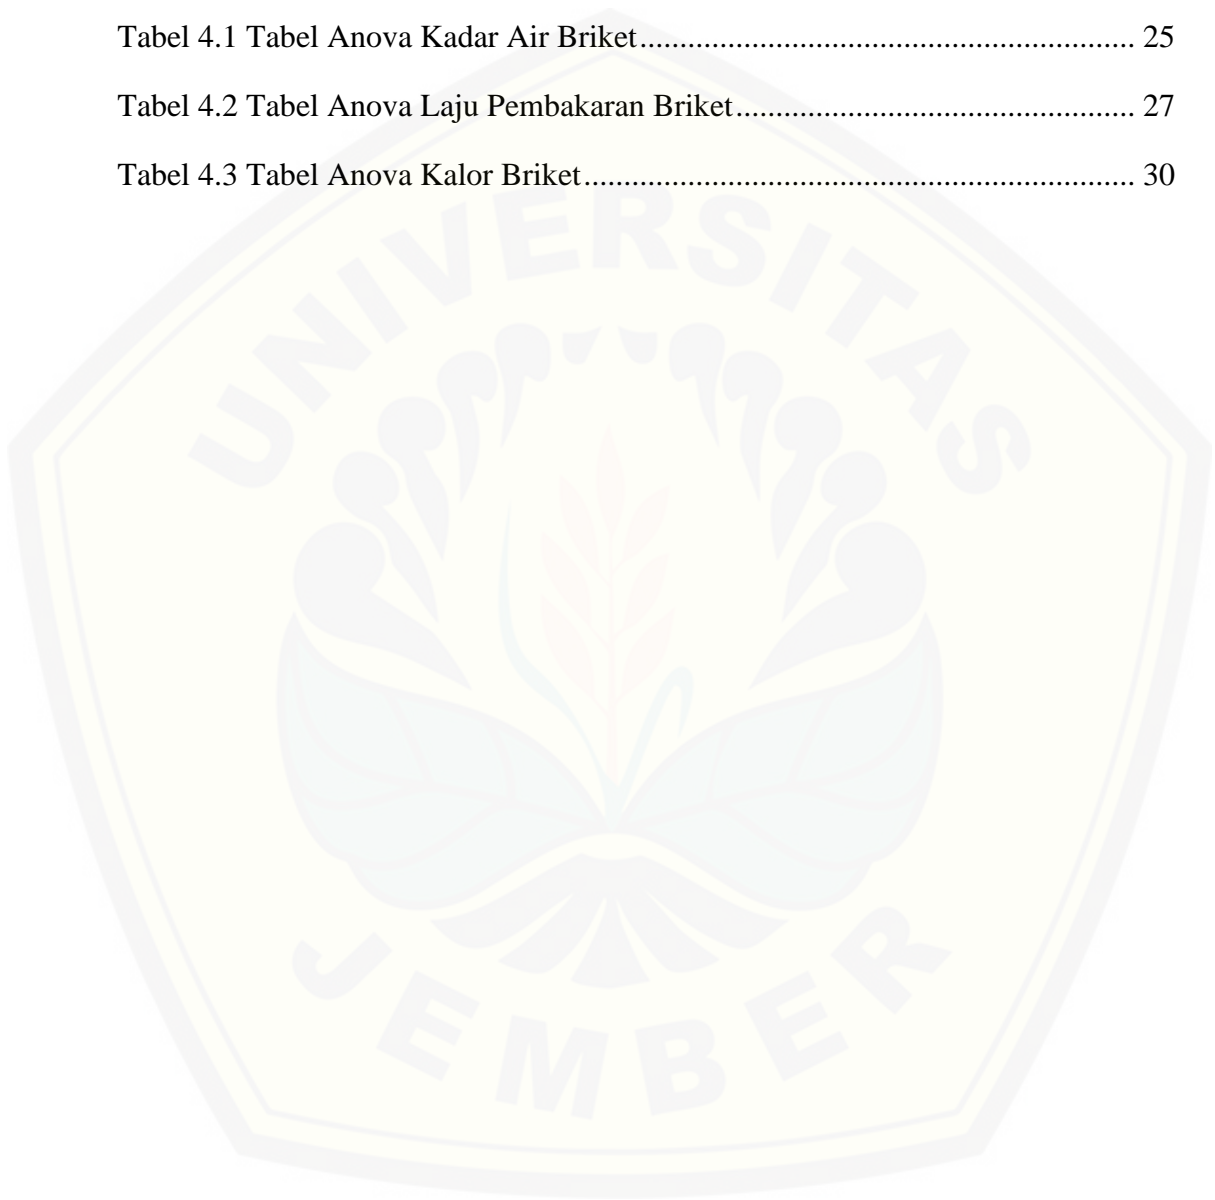 Tabel 4.1 Tabel Anova Kadar Air Briket............................................................. 25
Tabel 4.2 Tabel Anova Laju Pembakaran Briket................................................. 27
Tabel 4.3 Tabel Anova Kalor Briket.................................................................... 30
UNIVERSITAS
JEMBER